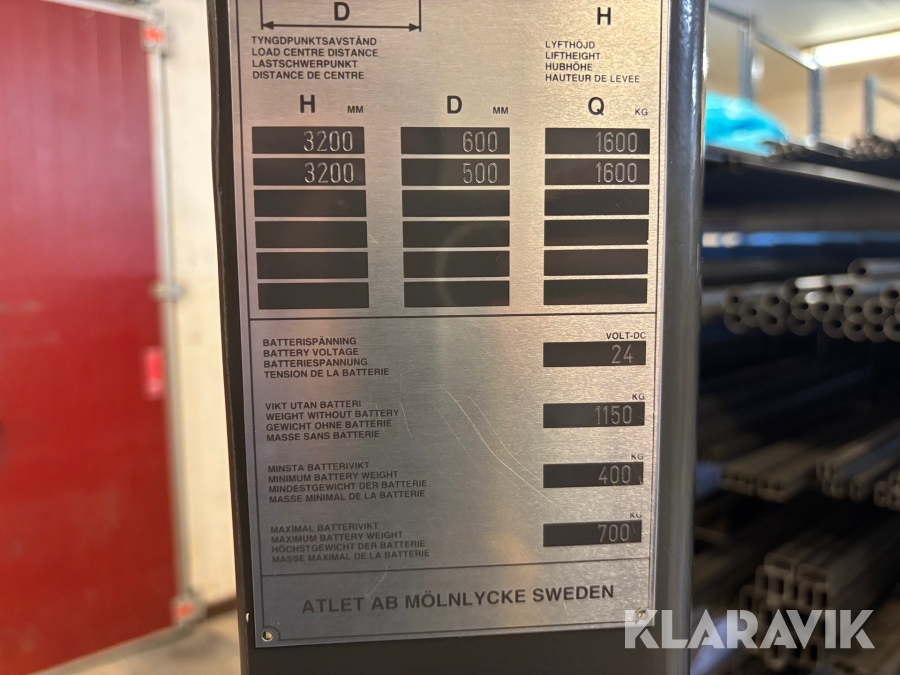 D
H
TYNGDPUNKTSAVSTÅND
LOAD CENTRE DISTANCE
LASTSCHWERPUNKT
DISTANCE DE CENTRE
LYFTHÖJD
LIFTHEIGHT
HUBHÖHE
HAUTEUR DE LEVEE
H MM D MM Q KG
3200 600 1600
3200 500 1600
BATTERISPÄNNING
BATTERY VOLTAGE
BATTERIESPANNUNG
TENSION DE LA BATTERIE
VOLT-DC
24
VIKT UTAN BATTERI
WEIGHT WITHOUT BATTERY
GEWICHT OHNE BATTERIE
MASSE SANS BATTERIE
KG
1150
MINSTA BATTERIVIKT
MINIMUM BATTERY WEIGHT
MINDESTGEWICHT DER BATTERIE
MASSE MINIMAL DE LA BATTERIE
KG
400
MAXIMAL BATTERIVIKT
MAXIMUM BATTERY WEIGHT
HÖCHSTGEWICHT DER BATTERIE
MASSE MAXIMAL DE LA BATTERIE
KG
700
ATLET AB MÖLNLYCKE SWEDEN
KLARAVIK